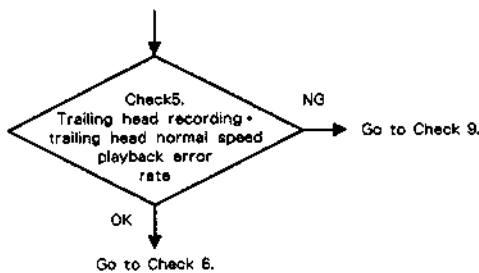 Check5.
Trailing head recording•
trailing head normal speed
playback error
rate
NG
Go to Check 9.
OK
Go to Check 6.